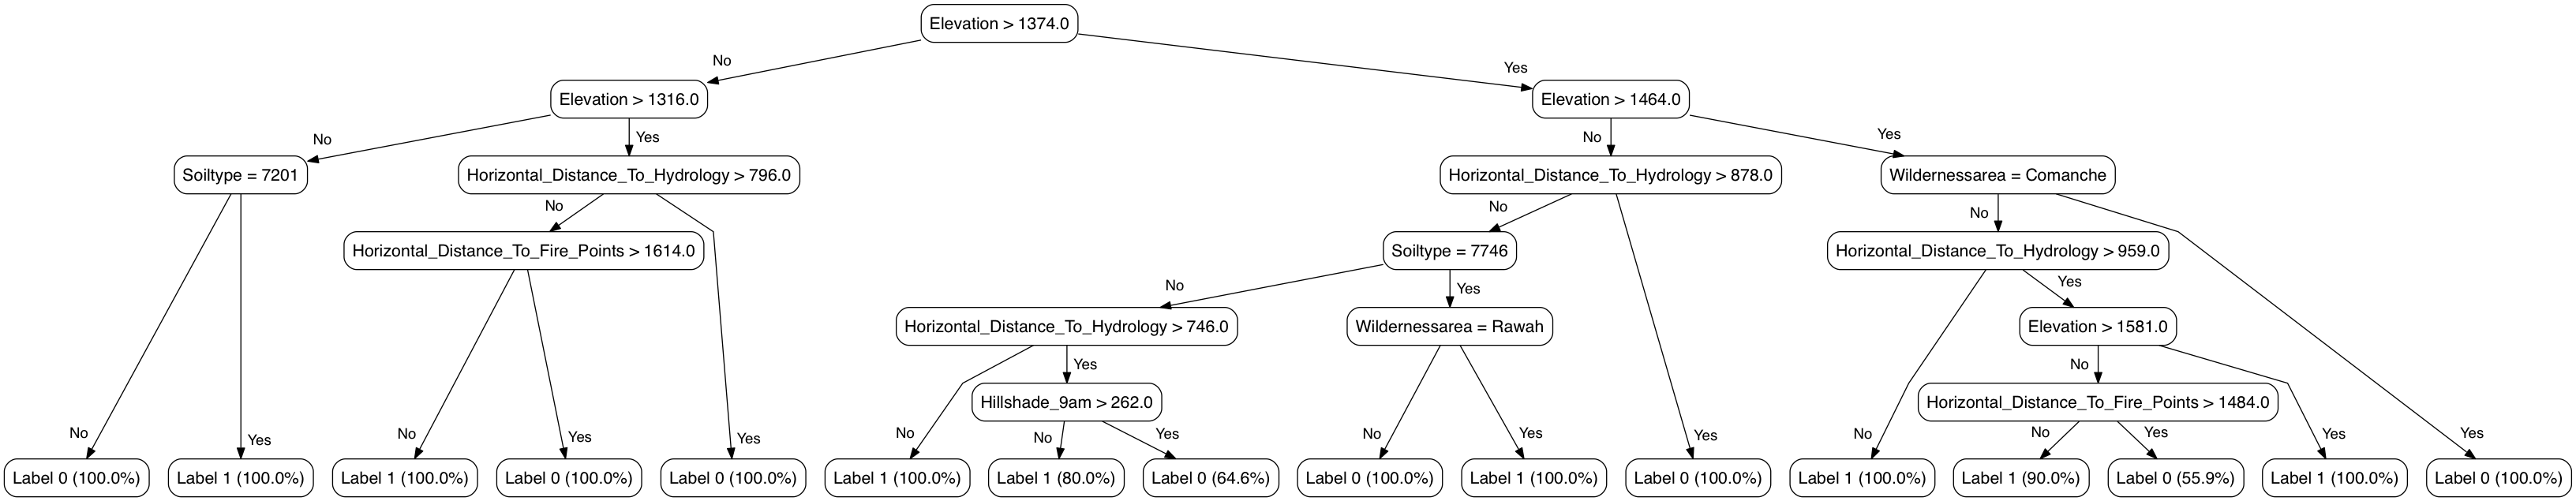 Elevation > 1374.0
No
Yes
Elevation > 1316.0
Elevation > 1464.0
No
Yes
No
Yes
Soiltype = 7201
Horizontal_Distance_To_Hydrology > 796.0
Horizontal_Distance_To_Hydrology > 878.0
Wildernessarea = Comanche
No
No
No
Horizontal_Distance_To_Fire_Points > 1614.0
Soiltype = 7746
Horizontal_Distance_To_Hydrology > 959.0
No
Yes
Yes
Horizontal_Distance_To_Hydrology > 746.0
Wildernessarea = Rawah
Elevation > 1581.0
Yes
No
Hillshade_9am > 262.0
Horizontal_Distance_To_Fire_Points > 1484.0
No
Yes
No
Yes
Yes
No
No
Yes
No
Yes
Yes
No
No
Yes
Yes
Yes
Label 0 (100.0%)
Label 1 (100.0%)
Label 1 (100.0%)
Label 0 (100.0%)
Label 0 (100.0%)
Label 1 (100.0%)
Label 1 (80.0%)
Label 0 (64.6%)
Label 0 (100.0%)
Label 1 (100.0%)
Label 0 (100.0%)
Label 1 (100.0%)
Label 1 (90.0%)
Label 0 (55.9%)
Label 1 (100.0%)
Label 0 (100.0%)